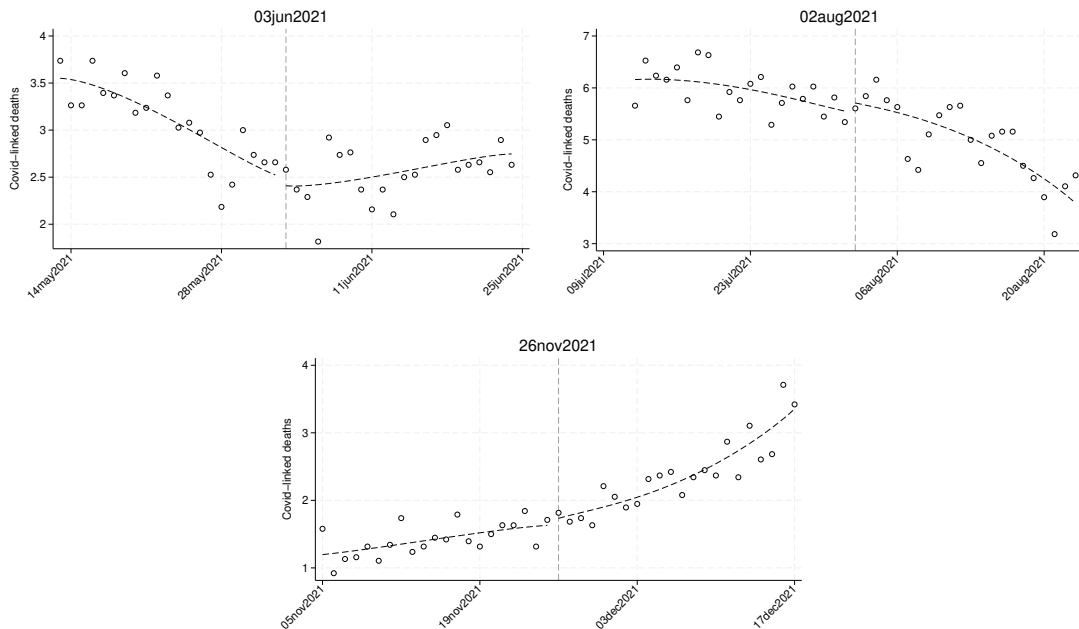 03jun2021
Covid-linked deaths
4
3.5
3
2.5
2
14may2021
28may2021
11jun2021
25jun2021
02aug2021
Covid-linked deaths
7
6
5
4
3
09jul2021
23jul2021
06aug2021
20aug2021
26nov2021
Covid-linked deaths
4
3
2
1
05nov2021
19nov2021
03dec2021
17dec2021